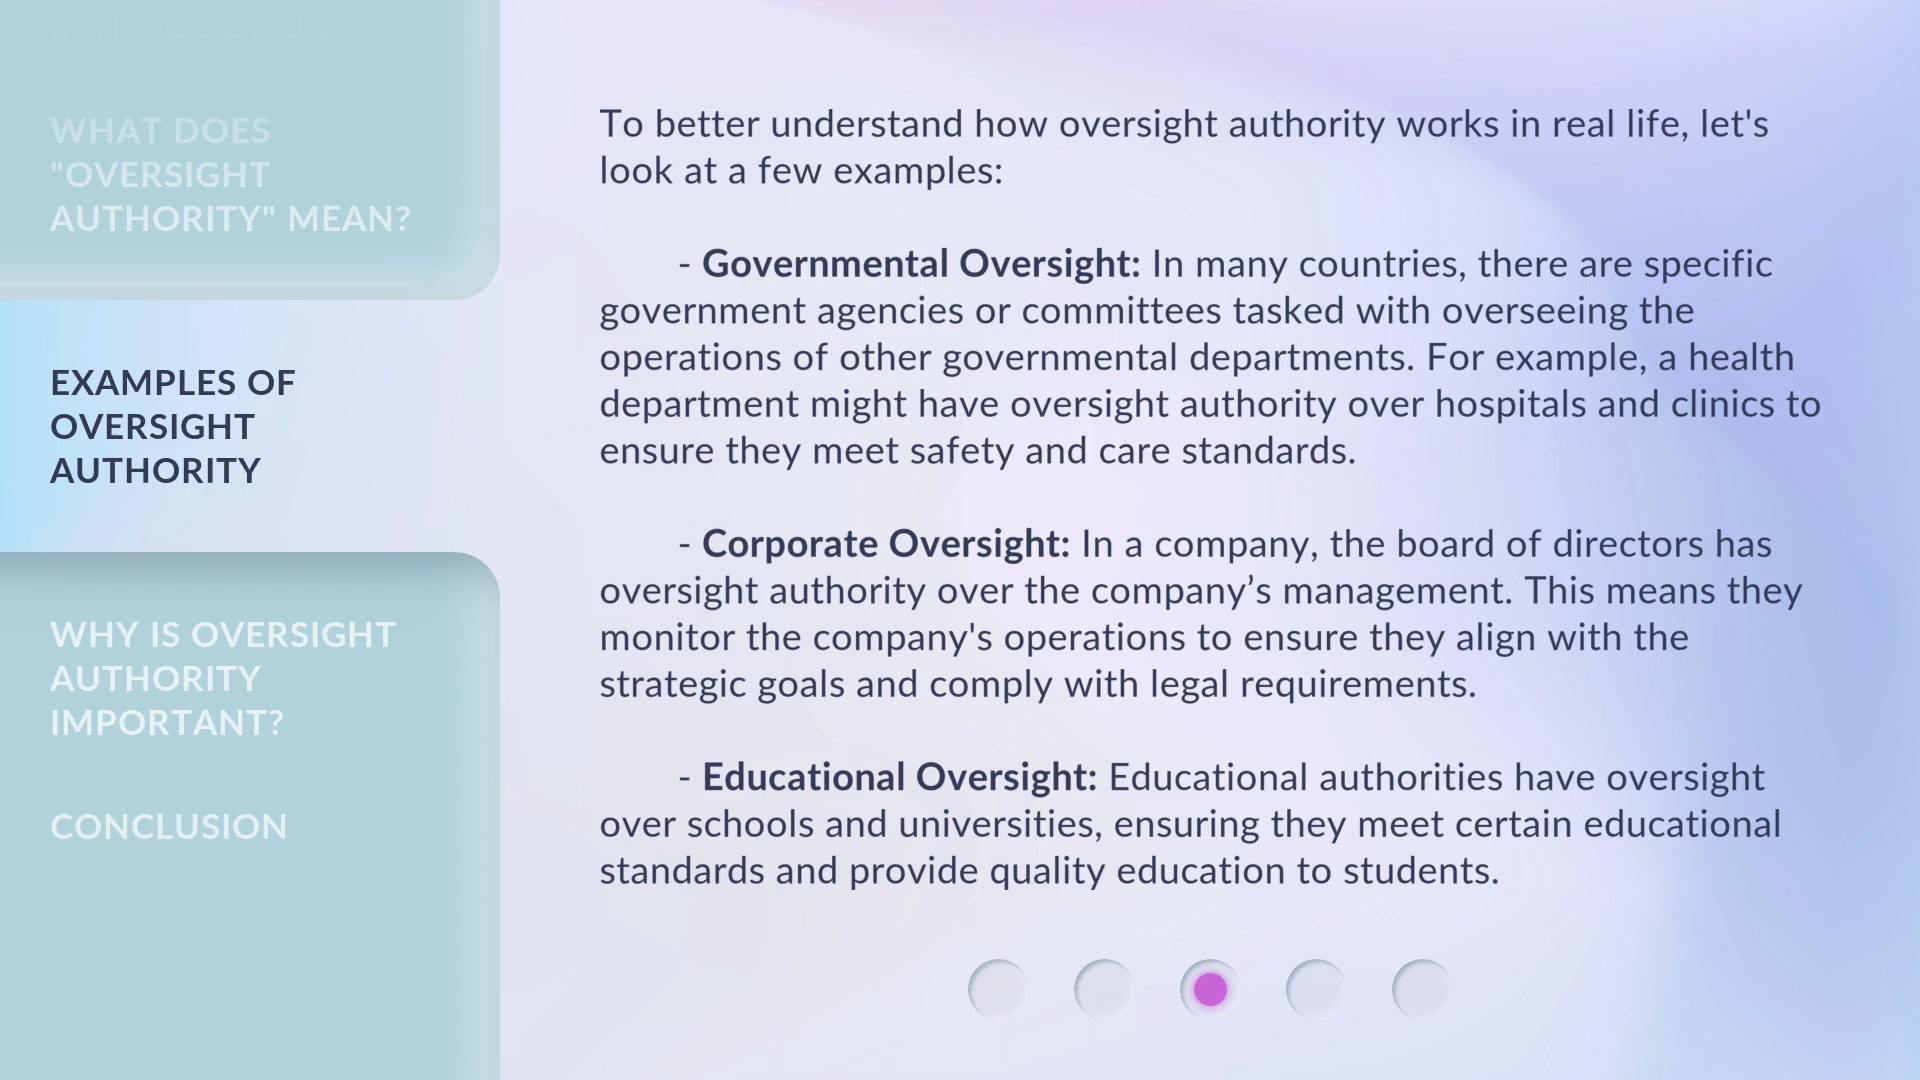 INTRODUCTION
WHAT DOES
"OVERSIGHT
AUTHORITY" MEAN?
EXAMPLES OF
OVERSIGHT
AUTHORITY
WHY IS OVERSIGHT
AUTHORITY
IMPORTANT?
CONCLUSION
To better understand how oversight authority works in real life, let's
look at a few examples:
- Governmental Oversight: In many countries, there are specific
government agencies or committees tasked with overseeing the
operations of other governmental departments. For example, a health
department might have oversight authority over hospitals and clinics to
ensure they meet safety and care standards.
- Corporate Oversight: In a company, the board of directors has
oversight authority over the company’s management. This means they
monitor the company's operations to ensure they align with the
strategic goals and comply with legal requirements.
- Educational Oversight: Educational authorities have oversight
over schools and universities, ensuring they meet certain educational
standards and provide quality education to students.